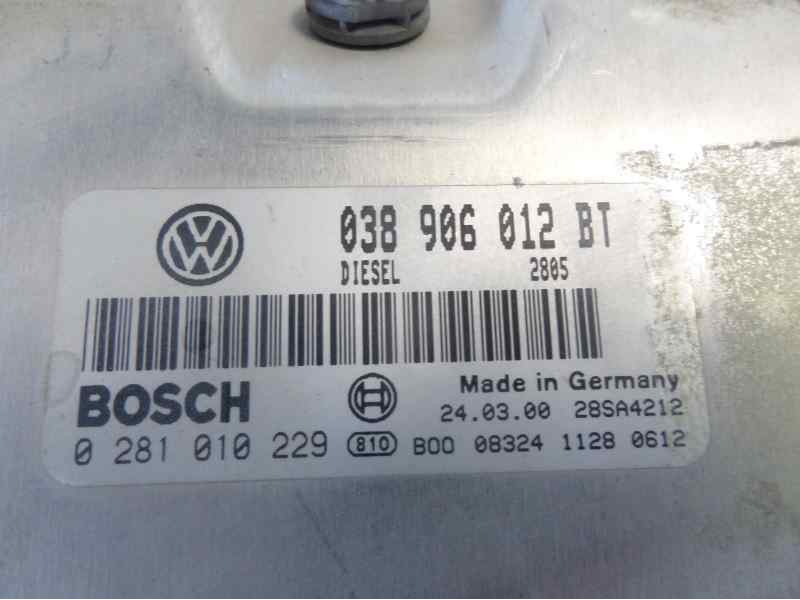 038 906 012 BT
DIESEL 2805
BOSCH Made in Germany
24.03.00 28SA4212
0 281 010 229 810 B00 08324 1128 0612